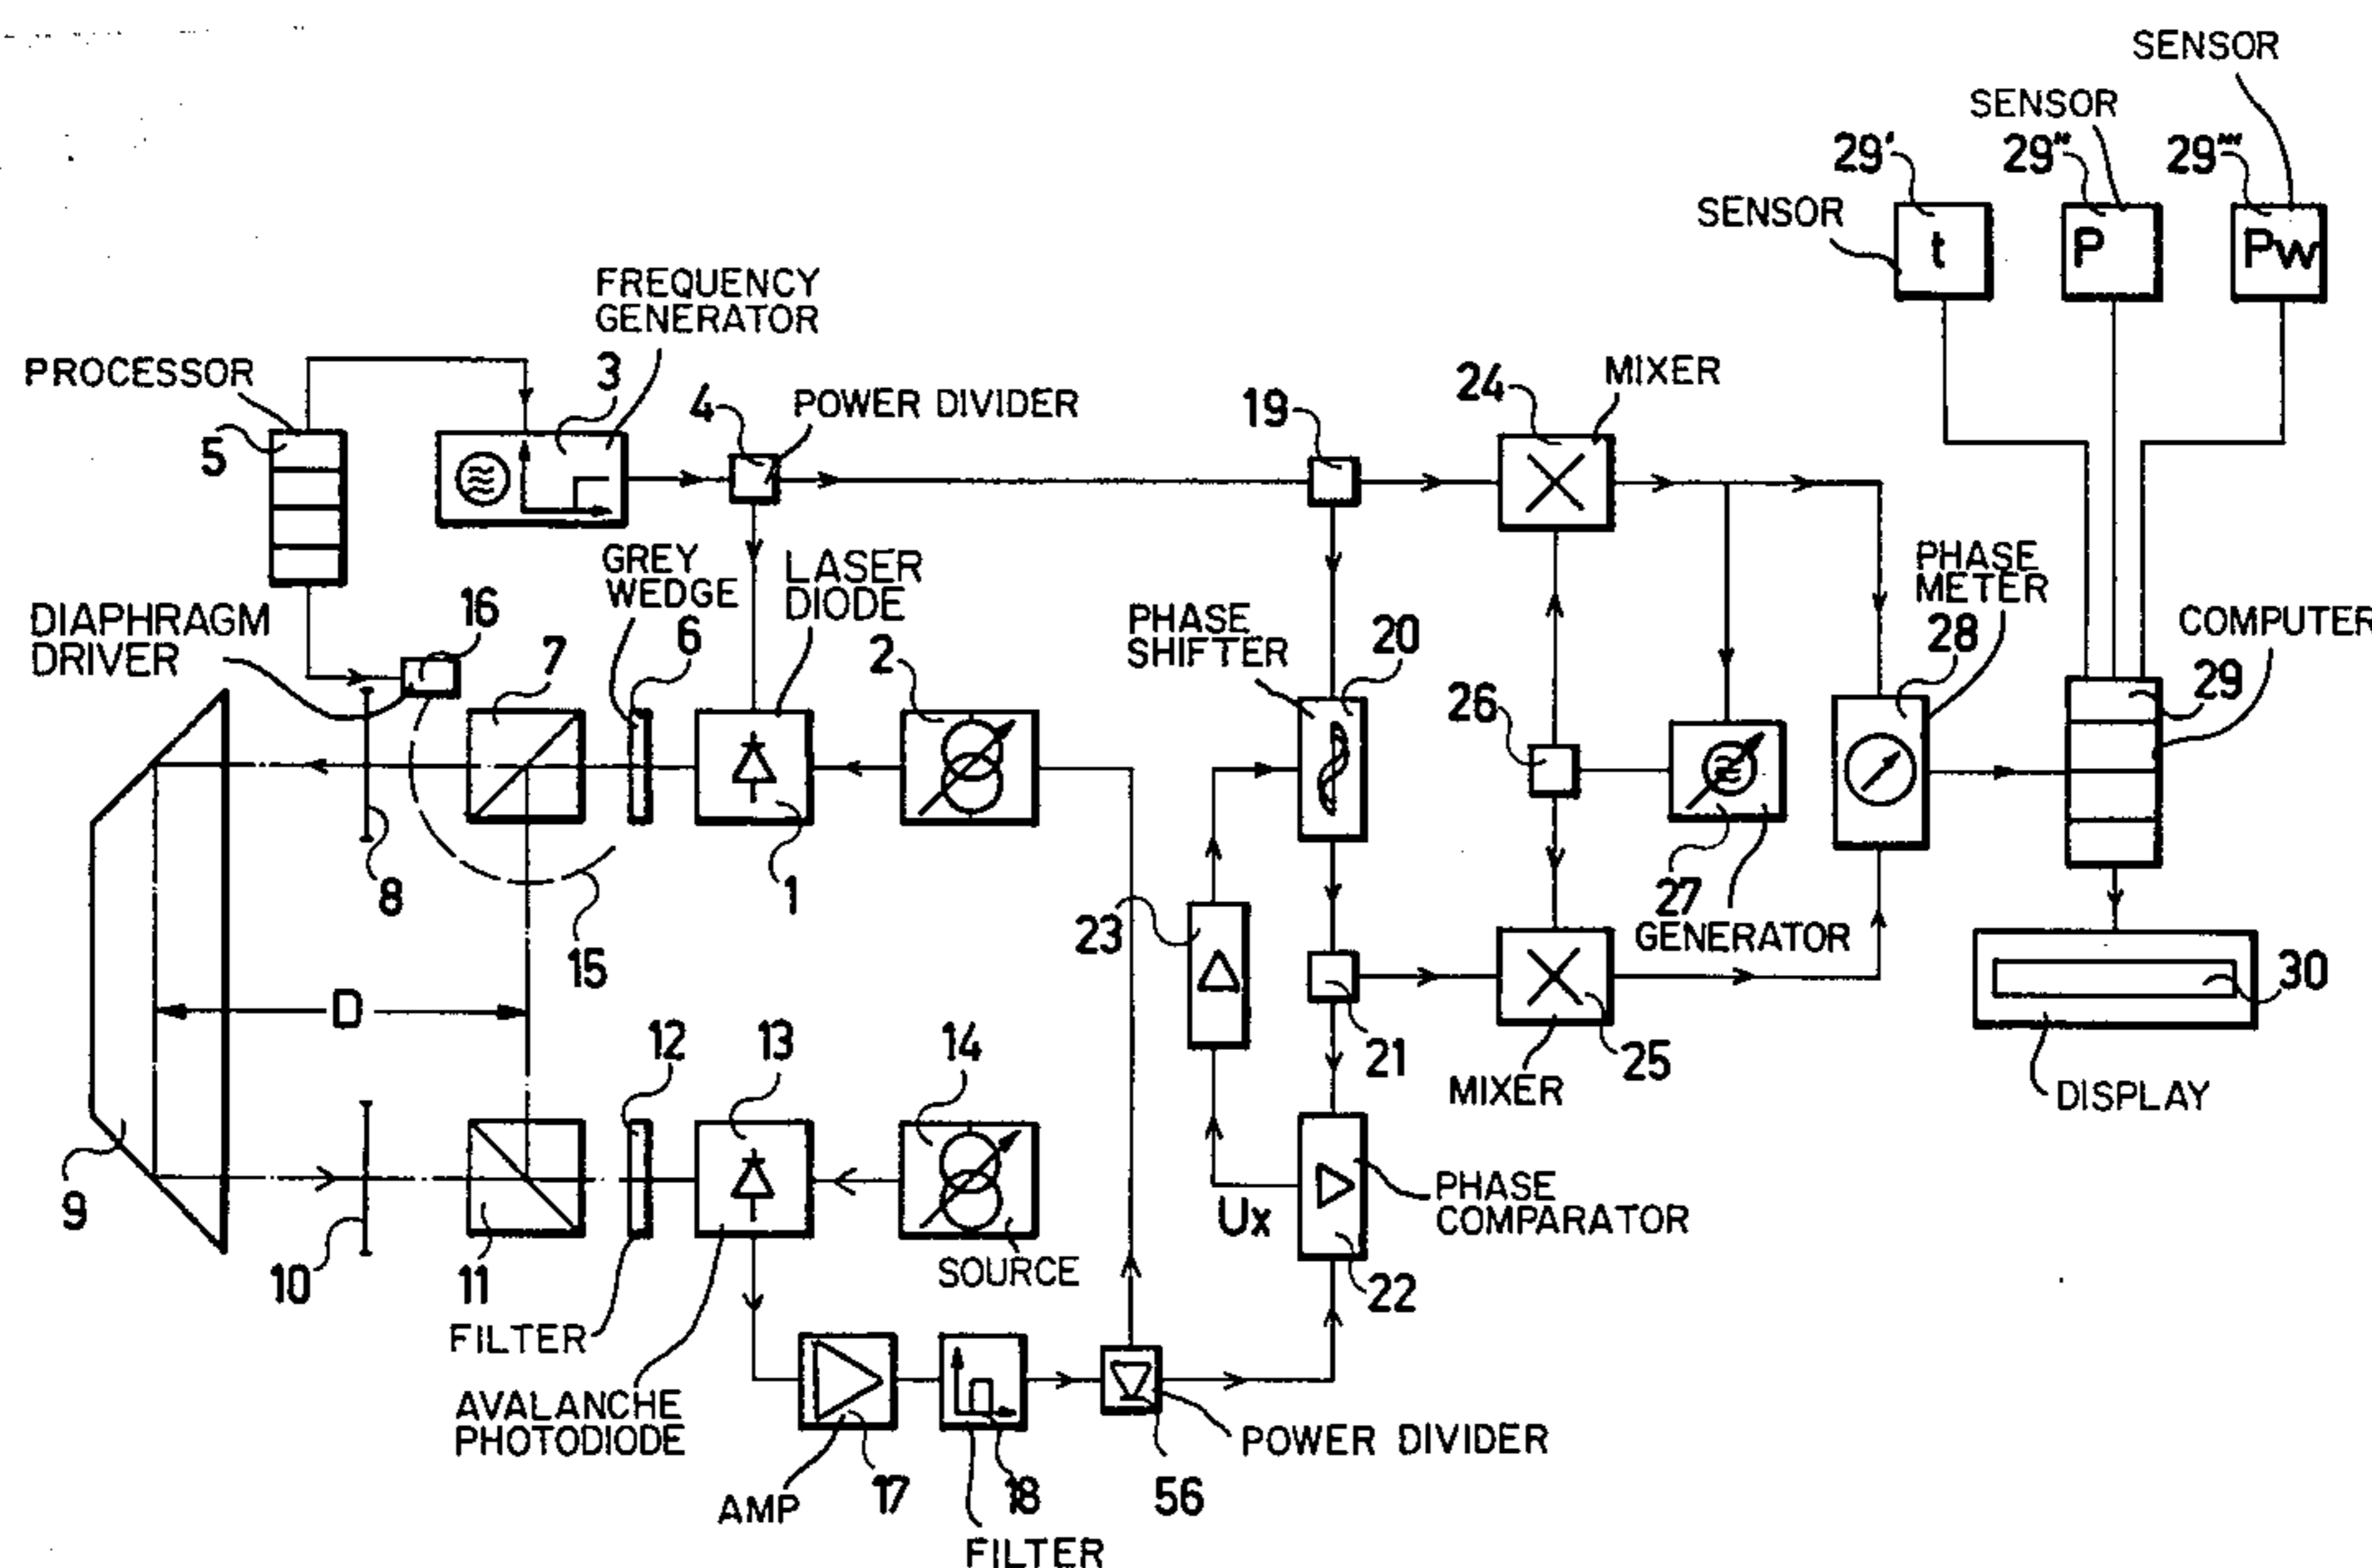 SENSOR
SENSOR
29' 29" 29"'
SENSOR
t P Pw
FREQUENCY
GENERATOR
PROCESSOR
3
4
POWER DIVIDER
19
24
MIXER
5
GREY
WEDGE
6
LASER
DIODE
PHASE
METER
28
DIAPHRAGM
DRIVER
16
7
2
PHASE
SHIFTER
20
COMPUTER
29
26
8
1
15
23
27
GENERATOR
D
30
12
13
14
21
25
MIXER
DISPLAY
9
10
11
SOURCE
Ux
PHASE
COMPARATOR
22
FILTER
AVALANCHE
PHOTODIODE
AMP
17
18
FILTER
56
POWER DIVIDER